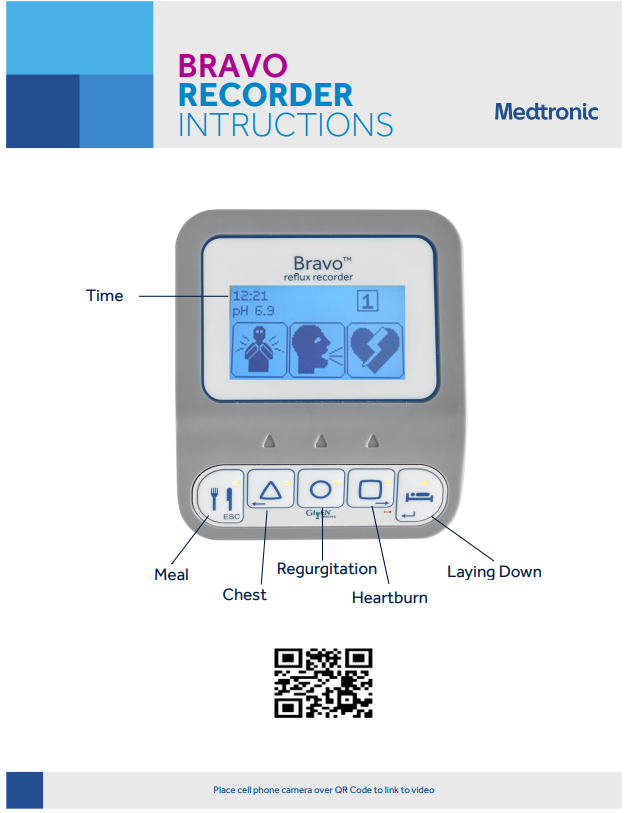 BRAVO
RECORDER
INTRUCTIONS
Medtronic
Bravo™
reflux recorder
Time
12:21
1
pH 6.9
ESC
GIVEN
Meal
Chest
Regurgitation
Heartburn
Laying Down
Place cell phone camera over QR Code to link to video